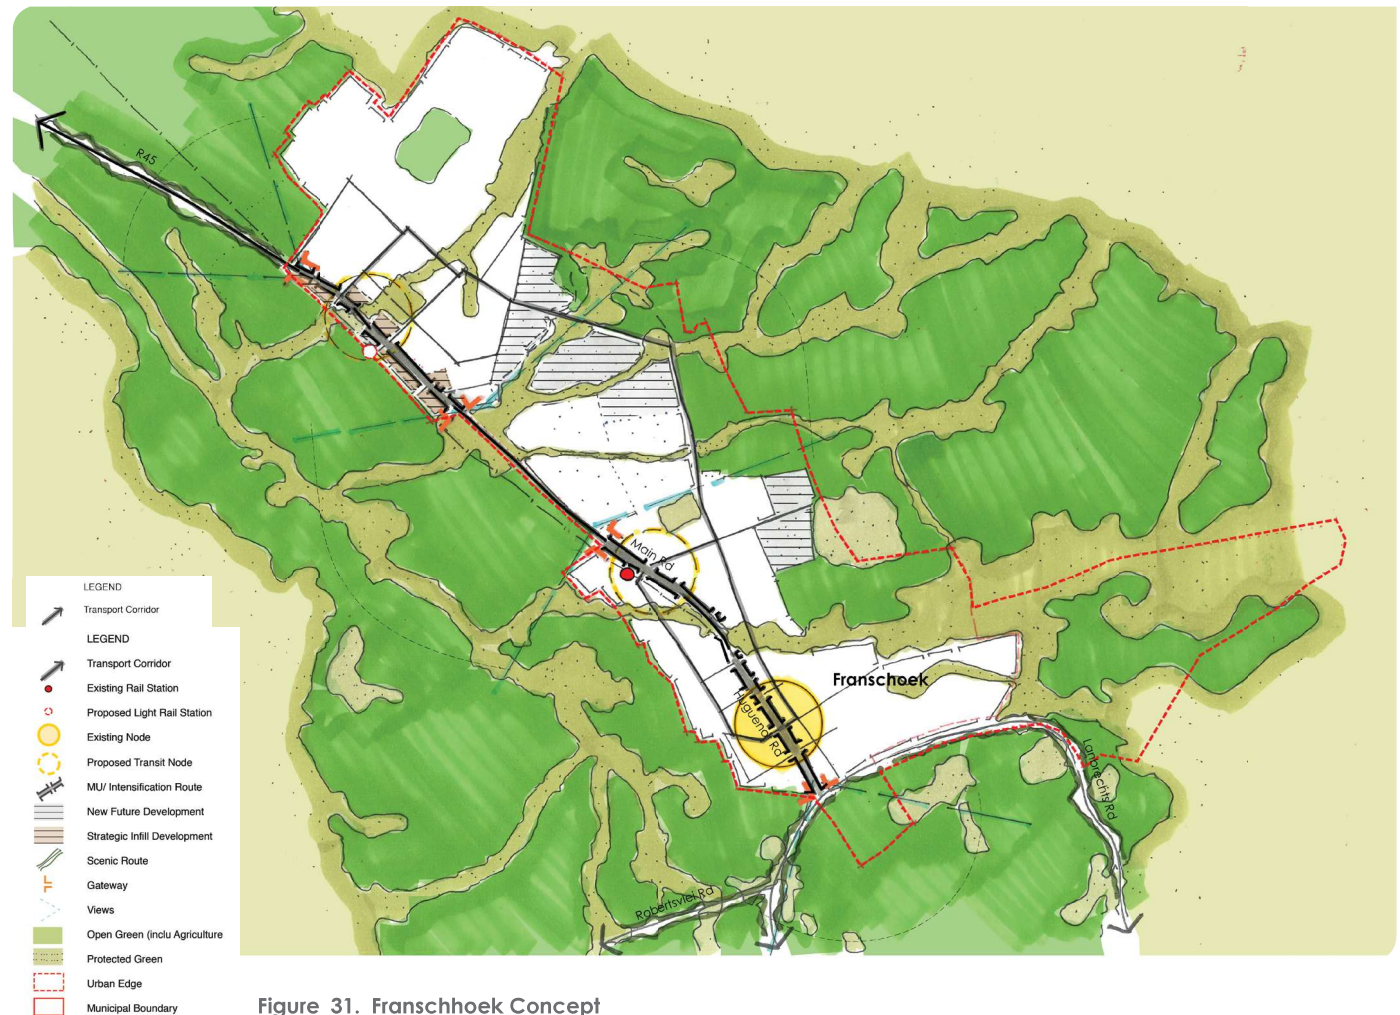 R45
Main Rd
Franschoek
Huguenot Rd
Lambrechts Rd
Robertsvlei Rd
LEGEND
Transport Corridor
LEGEND
Transport Corridor
Existing Rail Station
Proposed Light Rail Station
Existing Node
Proposed Transit Node
MU/ Intensification Route
New Future Development
Strategic Infill Development
Scenic Route
Gateway
Views
Open Green (inclu Agriculture
Protected Green
Urban Edge
Municipal Boundary
Figure 31. Franschhoek Concept